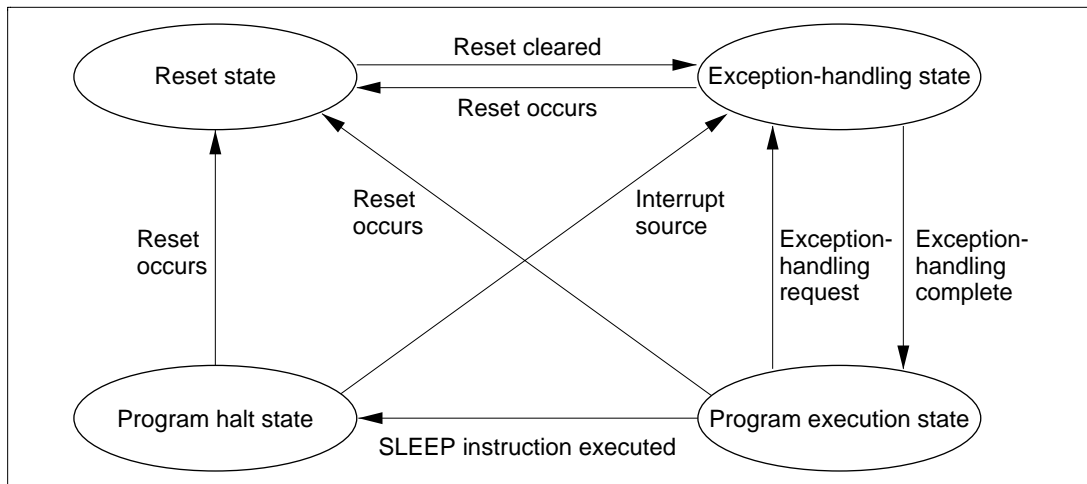 Reset cleared
Reset state
Exception-handling state
Reset occurs
Reset
occurs
Interrupt
source
Reset
occurs
Exception-
handling
request
Exception-
handling
complete
Program halt state
Program execution state
SLEEP instruction executed